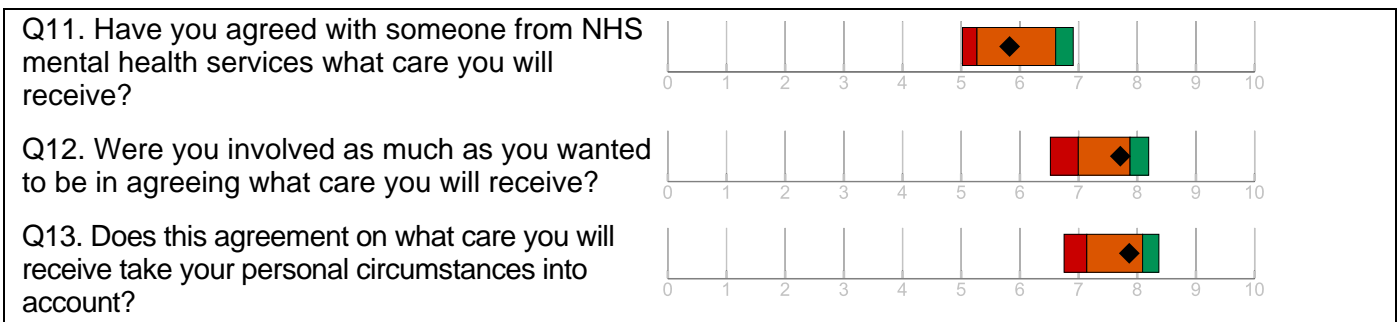 Q11. Have you agreed with someone from NHS
mental health services what care you will
receive?
0 1 2 3 4 5 6 7 8 9 10
Q12. Were you involved as much as you wanted
to be in agreeing what care you will receive?
0 1 2 3 4 5 6 7 8 9 10
Q13. Does this agreement on what care you will
receive take your personal circumstances into
account?
0 1 2 3 4 5 6 7 8 9 10